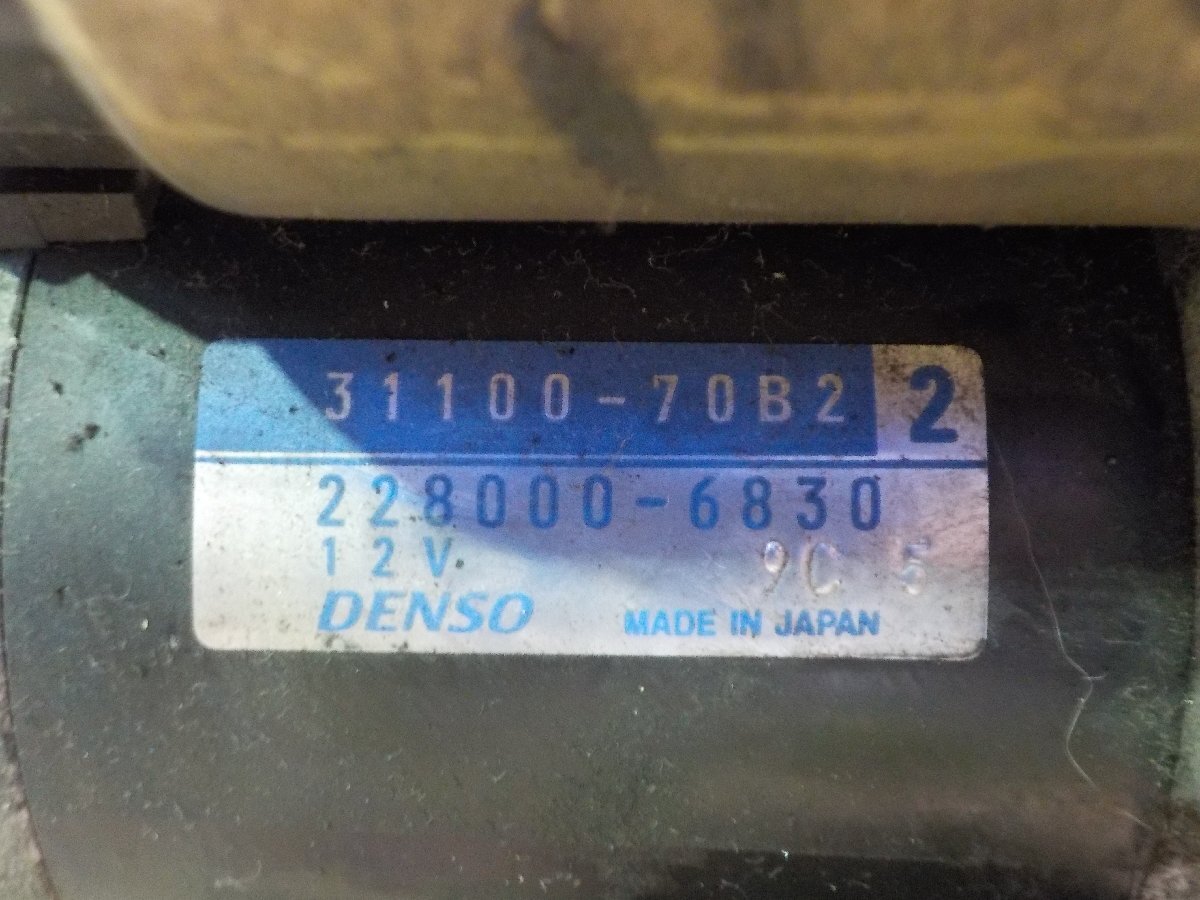 31100-70B2 2
228000-6830
12V 9C 5
DENSO MADE IN JAPAN